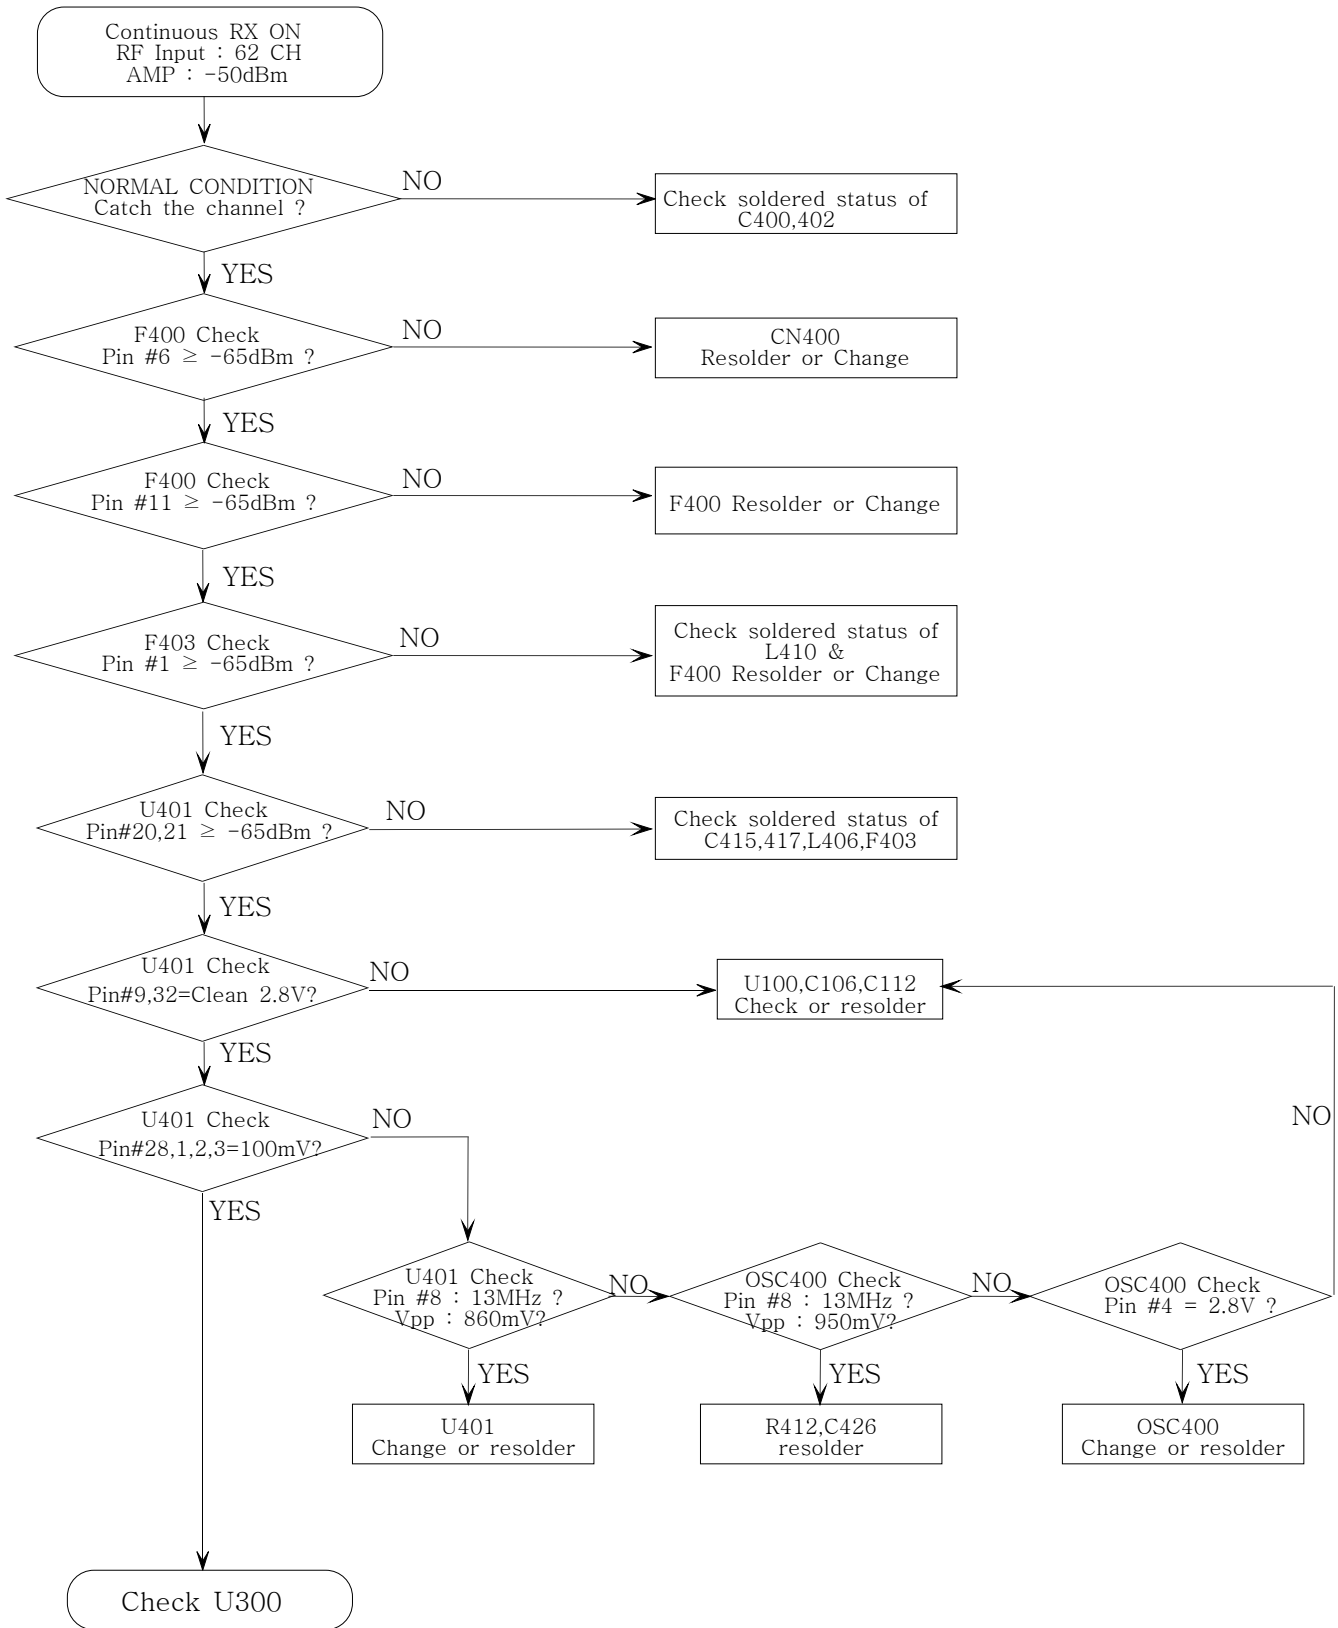 Continuous RX ON
RF Input : 62 CH
AMP : -50dBm
NORMAL CONDITION
Catch the channel ?
NO
Check soldered status of
C400,402
YES
F400 Check
Pin #6 ≥ -65dBm ?
NO
CN400
Resolder or Change
YES
F400 Check
Pin #11 ≥ -65dBm ?
NO
F400 Resolder or Change
YES
F403 Check
Pin #1 ≥ -65dBm ?
NO
Check soldered status of
L410 &
F400 Resolder or Change
YES
U401 Check
Pin#20,21 ≥ -65dBm ?
NO
Check soldered status of
C415,417,L406,F403
YES
U401 Check
Pin#9,32=Clean 2.8V?
NO
U100,C106,C112
Check or resolder
YES
U401 Check
Pin#28,1,2,3=100mV?
NO
NO
YES
U401 Check
Pin #8 : 13MHz ?
Vpp : 860mV?
NO
OSC400 Check
Pin #8 : 13MHz ?
Vpp : 950mV?
NO
OSC400 Check
Pin #4 = 2.8V ?
YES
YES
YES
U401
Change or resolder
R412,C426
resolder
OSC400
Change or resolder
Check U300